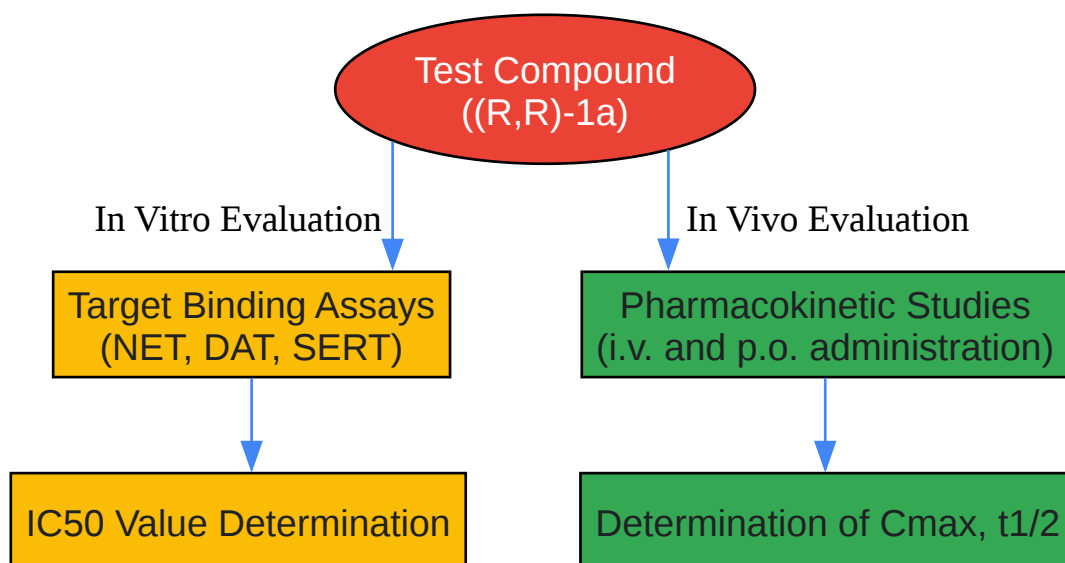 Test Compound
((R,R)-1a)
In Vitro Evaluation
In Vivo Evaluation
Target Binding Assays
(NET, DAT, SERT)
Pharmacokinetic Studies
(i.v. and p.o. administration)
IC50 Value Determination
Determination of Cmax, t1/2